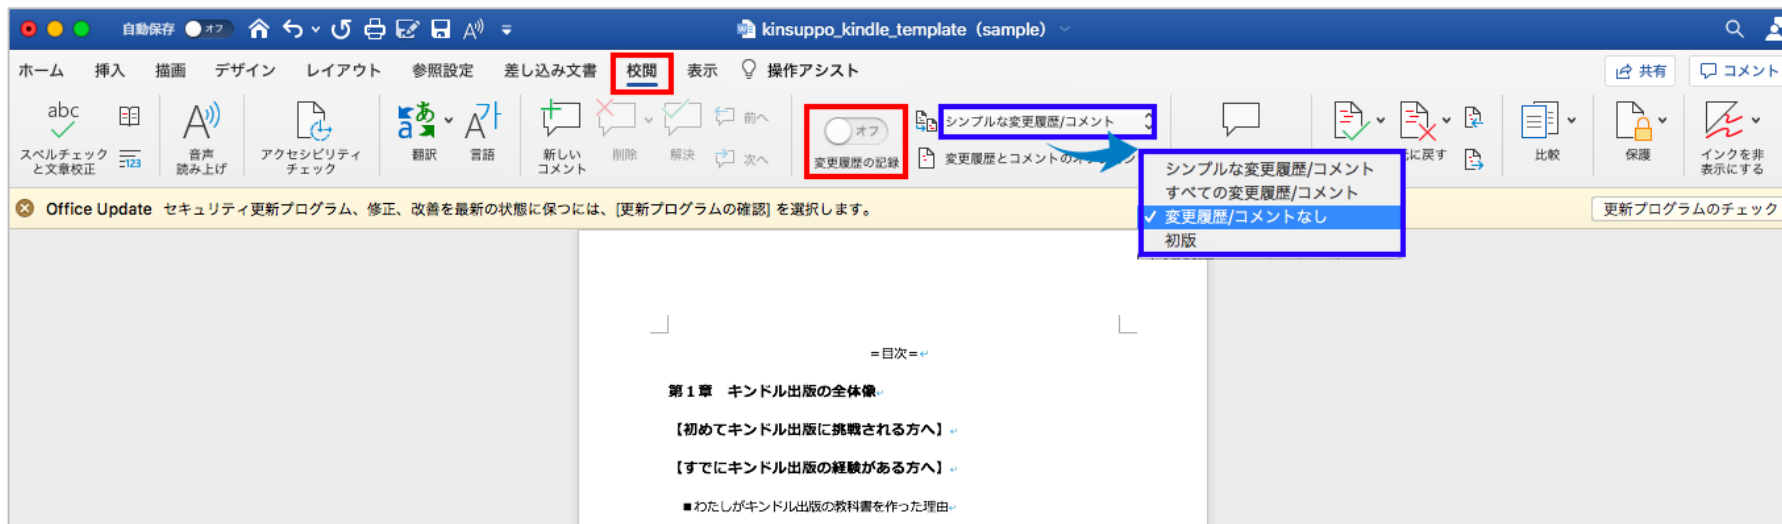 自動保存 オフ kinsuppo_kindle_template（sample）
ホーム 挿入 描画 デザイン レイアウト 参照設定 差し込み文書 校閲 表示 操作アシスト 共有 コメント
abc
スペルチェック
と文章校正
123
音声
読み上げ
アクセシビリティ
チェック
あ
a
翻訳
言語
新しい
コメント
削除
解決
前へ
次へ
オフ
変更履歴の記録
シンプルな変更履歴/コメント
変更履歴とコメントの
元に戻す
比較
保護
インクを非
表示にする
シンプルな変更履歴/コメント
すべての変更履歴/コメント
✓ 変更履歴/コメントなし
初版
Office Update セキュリティ更新プログラム、修正、改善を最新の状態に保つには、[更新プログラムの確認] を選択します。 更新プログラムのチェック
=目次=
第1章 キンドル出版の全体像
【初めてキンドル出版に挑戦される方へ】
【すでにキンドル出版の経験がある方へ】
■わたしがキンドル出版の教科書を作った理由